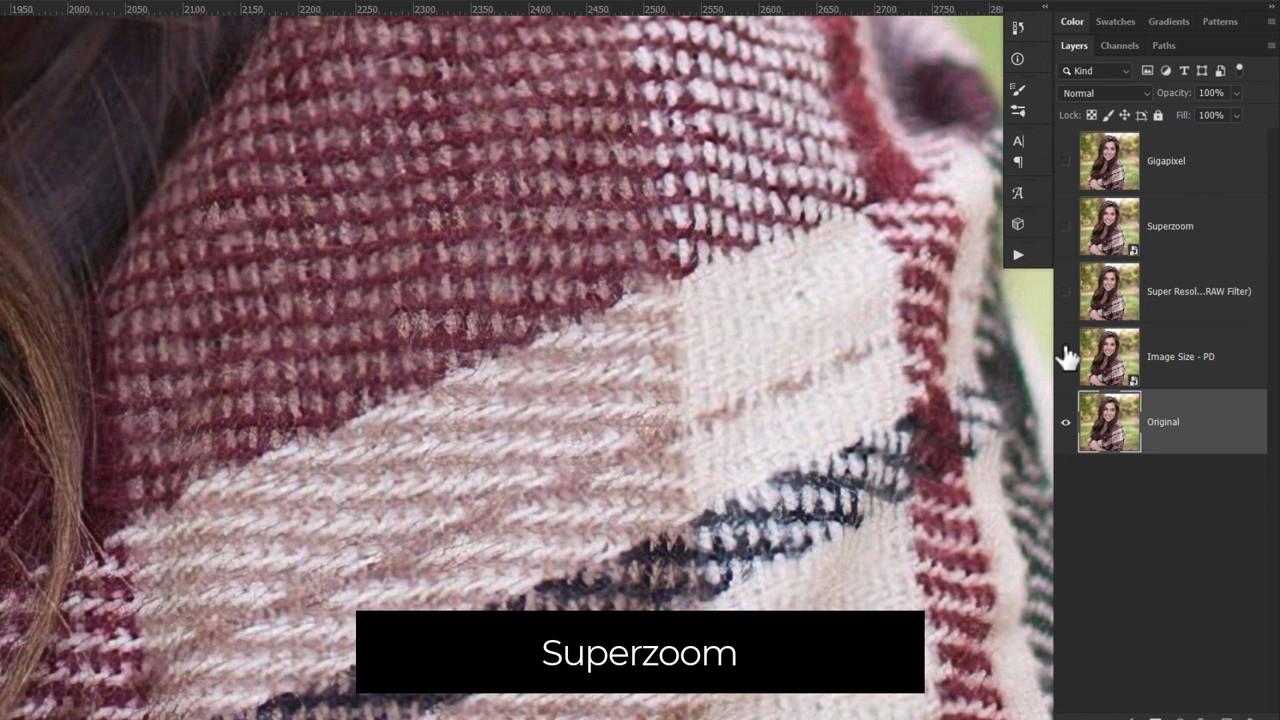 1950 2000 2050 2100 2150 2200 2250 2300 2350 2400 2450 2500 2550 2600 2650 2700 2750
Color Swatches Gradients Patterns
Layers Channels Paths
Kind
Normal Opacity: 100%
Lock: Fill: 100%
Gigapixel
Superzoom
Super Resol...RAW Filter)
Image Size - PD
Original
Superzoom